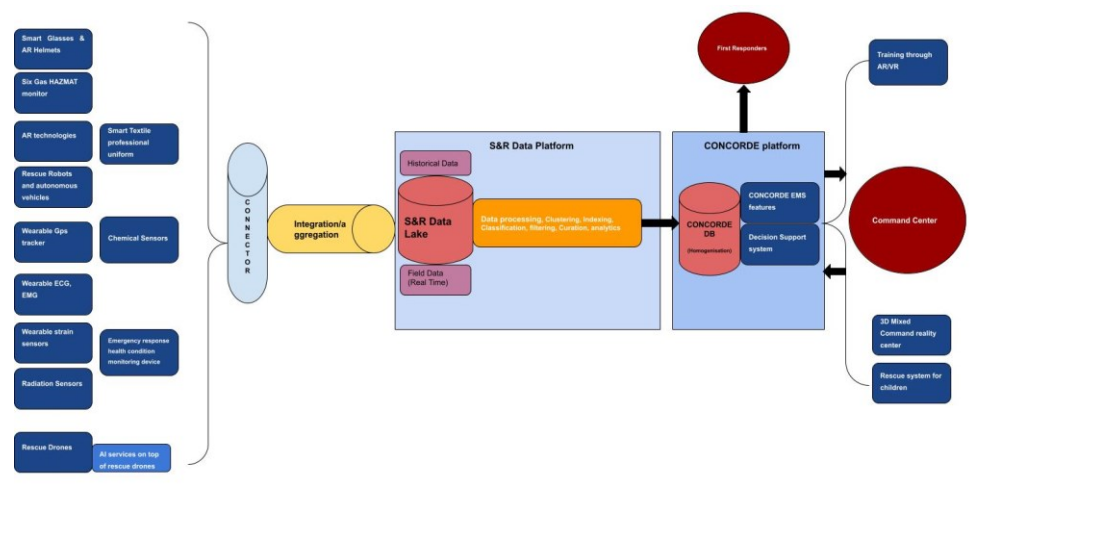 Smart Glasses &
AR Helmets
Six Gas HAZMAT
monitor
AR technologies
Smart Textile
professional
uniform
Rescue Robots
and autonomous
vehicles
Wearable Gps
tracker
Chemical Sensors
Wearable ECG,
EMG
Wearable strain
sensors
Emergency response
health condition
monitoring device
Radiation Sensors
Rescue Drones
AI services on top
of rescue drones
C
O
N
N
E
C
T
O
R
Integration/a
ggregation
S&R Data Platform
Historical Data
S&R Data
Lake
Data processing, Clustering, Indexing,
Classification, filtering, Curation, analytics
Field Data
(Real Time)
First Responders
CONCORDE platform
CONCORDE
DB
(Homogenisation)
CONCORDE EMS
features
Decision Support
system
Training through
AR/VR
Command Center
3D Mixed
Command reality
center
Rescue system for
children